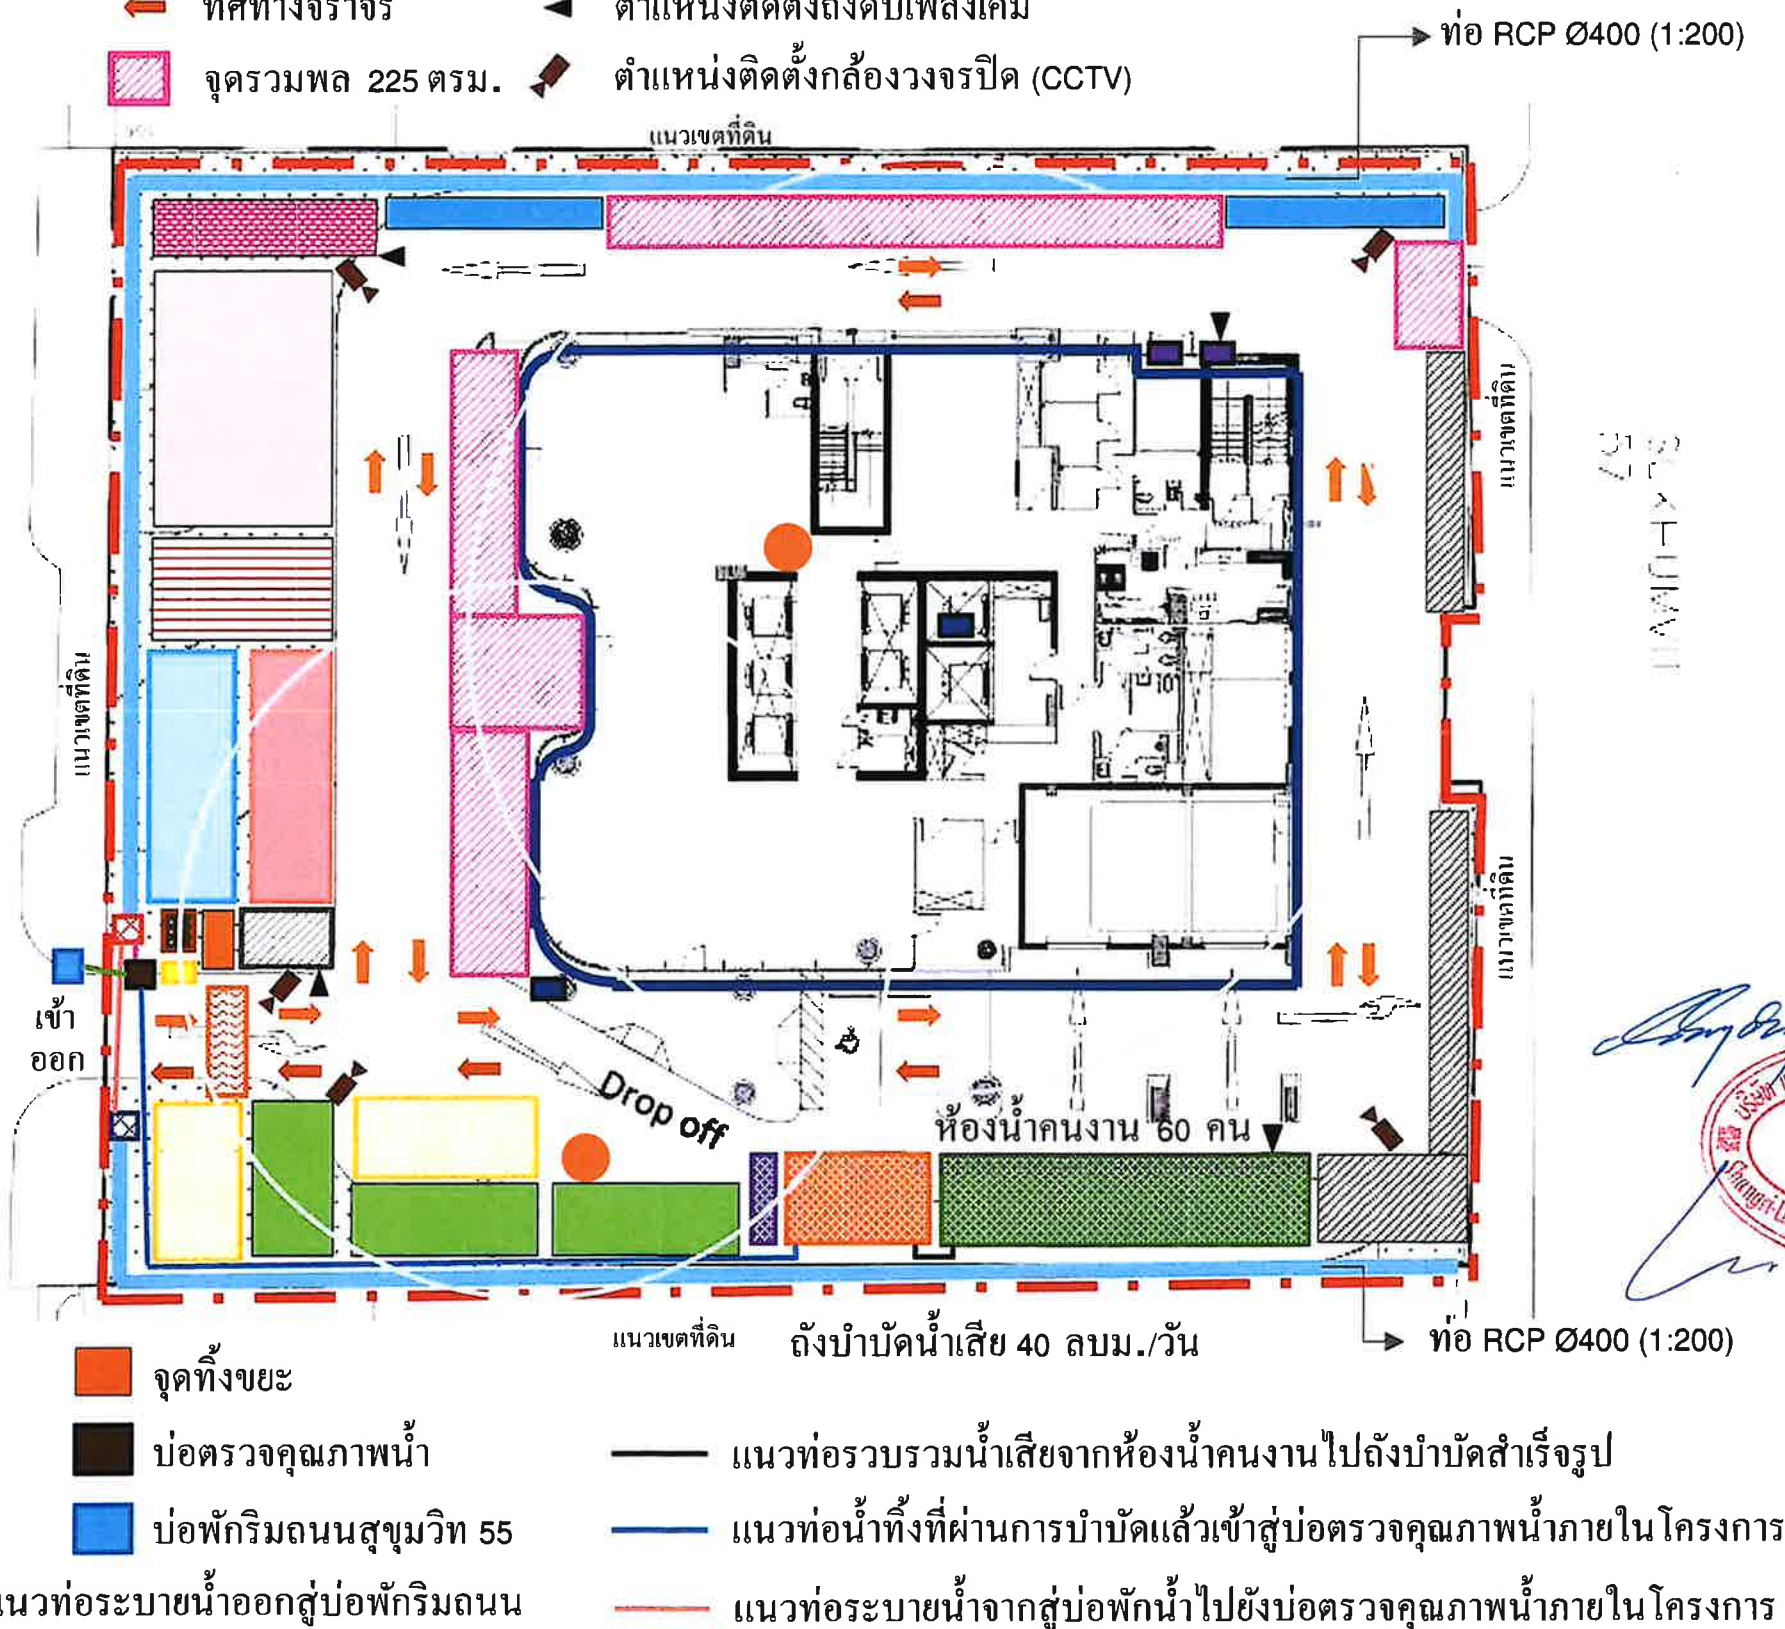 ทิศทางจราจร
ตำแหน่งติดตั้งถังดับเพลิงเคมี
ท่อ RCP Ø400 (1:200)
จุดรวมพล 225 ตรม.
ตำแหน่งติดตั้งกล้องวงจรปิด (CCTV)
แนวเขตที่ดิน
แนวเขตที่ดิน
แนวเขตที่ดิน
แนวเขตที่ดิน
เข้า
ออก
Drop off
ห้องน้ำคนงาน 60 คน
แนวเขตที่ดิน
ถังบำบัดน้ำเสีย 40 ลบม./วัน
ท่อ RCP Ø400 (1:200)
จุดทิ้งขยะ
บ่อตรวจคุณภาพน้ำ
แนวท่อรวบรวมน้ำเสียจากห้องน้ำคนงานไปถังบำบัดสำเร็จรูป
บ่อพักริมถนนสุขุมวิท 55
แนวท่อน้ำทิ้งที่ผ่านการบำบัดแล้วเข้าสู่บ่อตรวจคุณภาพน้ำภายในโครงการ
แนวท่อระบายน้ำออกสู่บ่อพักริมถนน
แนวท่อระบายน้ำจากสู่บ่อพักน้ำไปยังบ่อตรวจคุณภาพน้ำภายในโครงการ